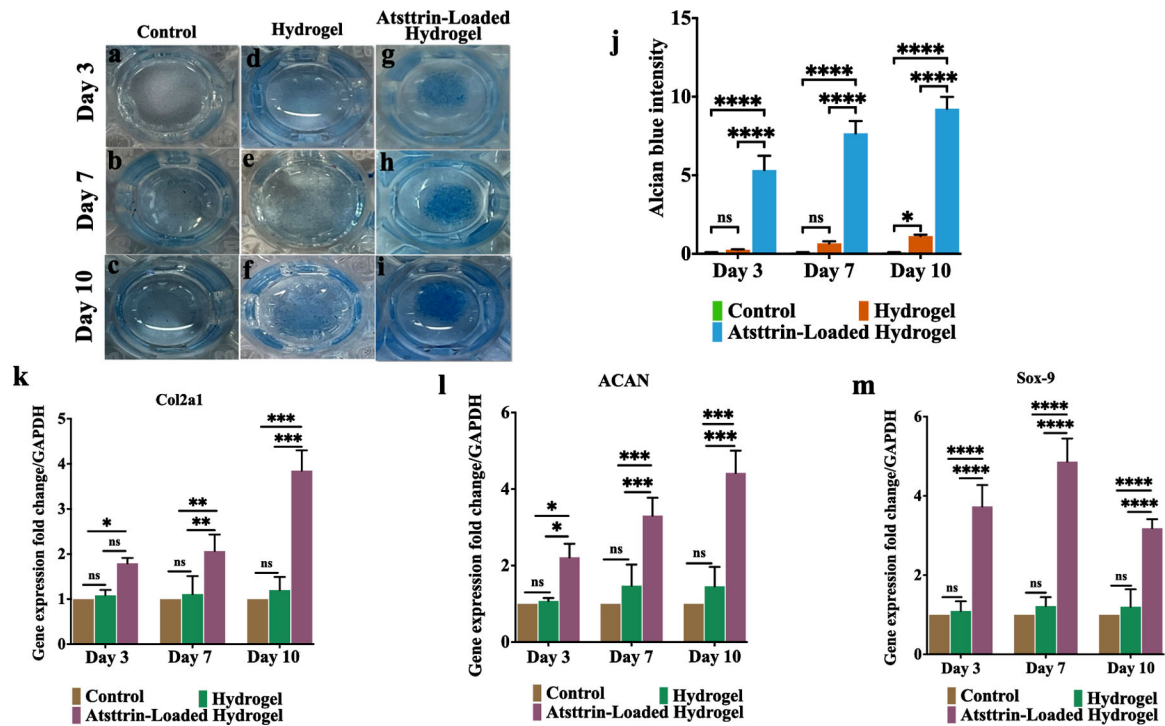 Control
Hydrogel
Atsttrin-Loaded
Hydrogel
Day 3
Day 7
Day 10
a
d
g
b
e
h
c
f
i
j
Alcian blue intensity
15
10
5
0
ns
****
****
ns
****
****
*
****
****
Day 3
Day 7
Day 10
Control
Hydrogel
Atsttrin-Loaded Hydrogel
k
Col2a1
Gene expression fold change/GAPDH
5
4
2
1
0
ns
ns
*
ns
**
**
ns
***
***
Day 3
Day 7
Day 10
Control
Hydrogel
Atsttrin-Loaded Hydrogel
l
ACAN
Gene expression fold change/GAPDH
6
4
2
0
ns
*
*
ns
***
***
ns
***
***
Day 3
Day 7
Day 10
Control
Hydrogel
Atsttrin-Loaded Hydrogel
m
Sox-9
Gene expression fold change/GAPDH
6
4
2
0
ns
****
****
ns
****
****
ns
****
****
Day 3
Day 7
Day 10
Control
Hydrogel
Atsttrin-Loaded Hydrogel